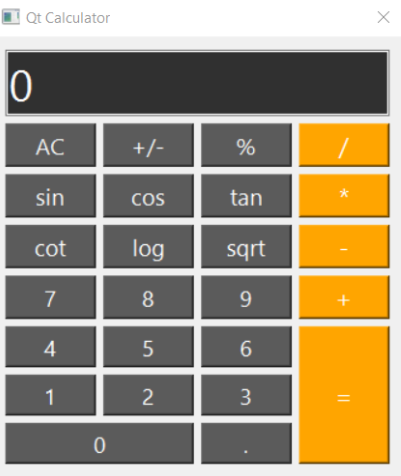 Qt Calculator
0
AC +/- % /
sin cos tan *
cot log sqrt -
7 8 9 +
4 5 6
1 2 3 =
0 .